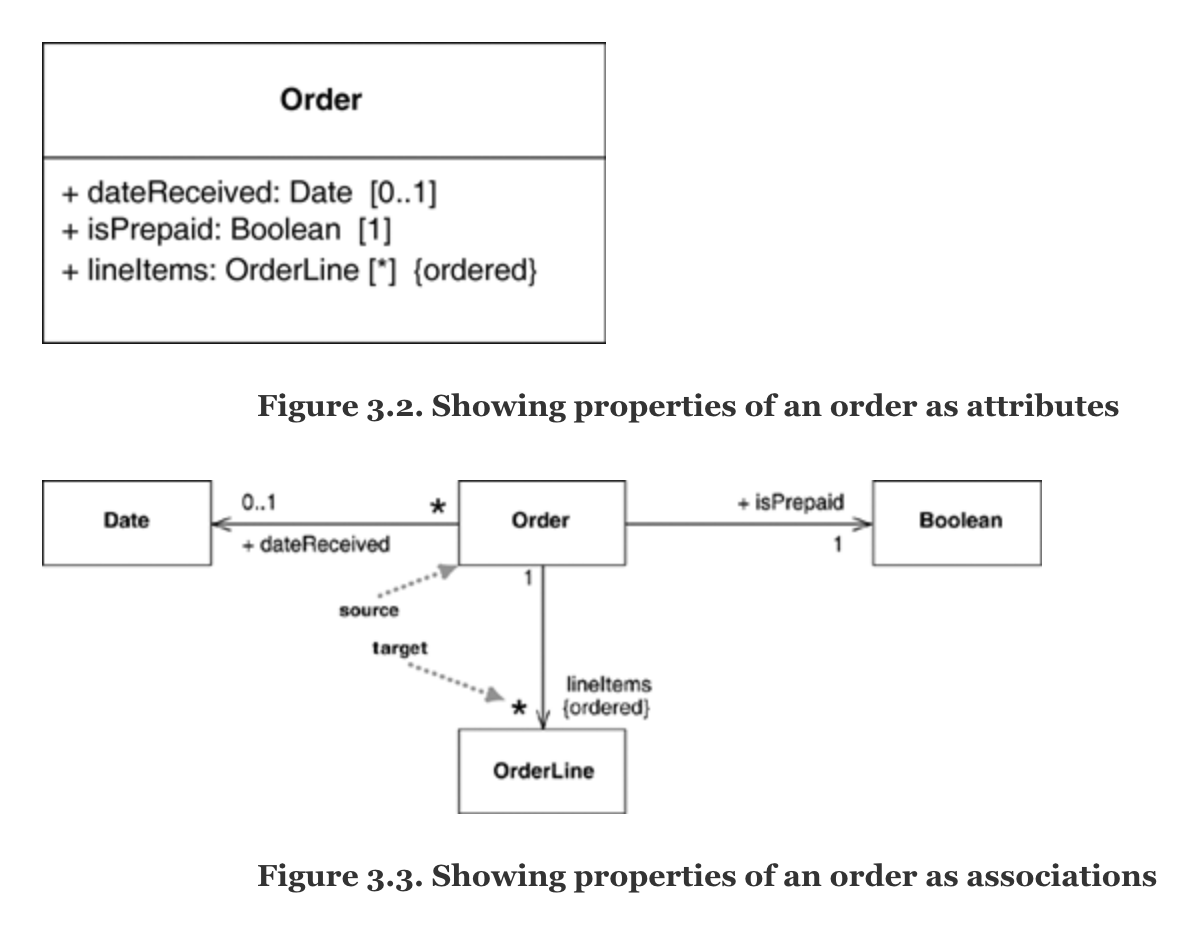 Order
+ dateReceived: Date [0..1]
+ isPrepaid: Boolean [1]
+ lineItems: OrderLine [*] {ordered}
Figure 3.2. Showing properties of an order as attributes
Date
0..1
*
+ dateReceived
Order
+ isPrepaid
1
Boolean
1
source
target
*
lineItems
{ordered}
OrderLine
Figure 3.3. Showing properties of an order as associations